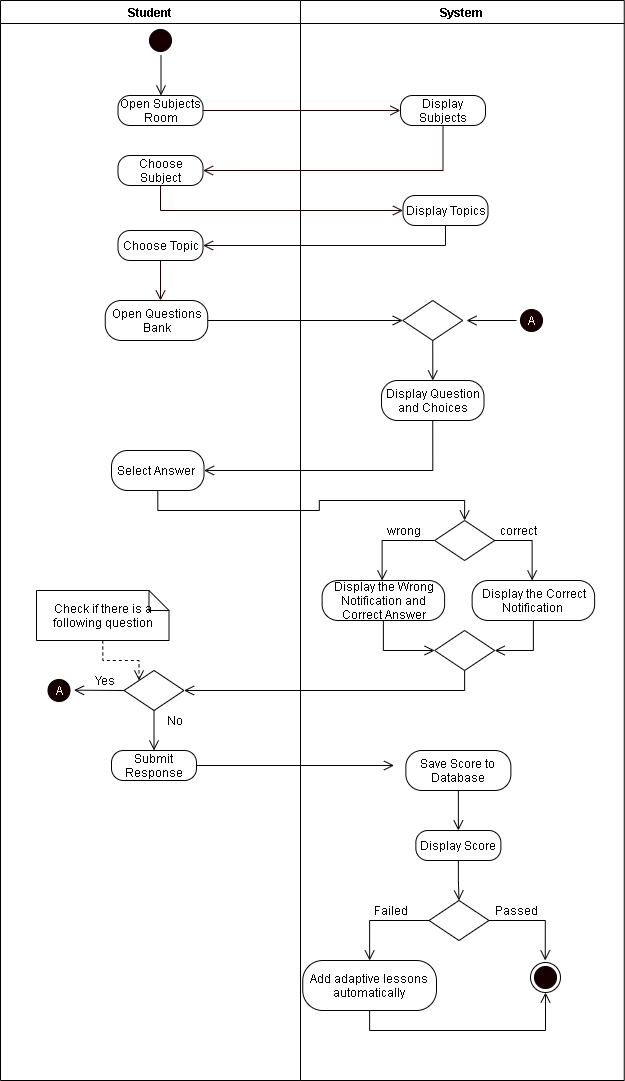 Student
System
Open Subjects
Room
Display
Subjects
Choose
Subject
Display Topics
Choose Topic
Open Questions
Bank
A
Display Question
and Choices
Select Answer
wrong
correct
Display the Wrong
Notification and
Correct Answer
Display the Correct
Notification
Check if there is a
following question
A
Yes
No
Submit
Response
Save Score to
Database
Display Score
Failed
Passed
Add adaptive lessons
automatically